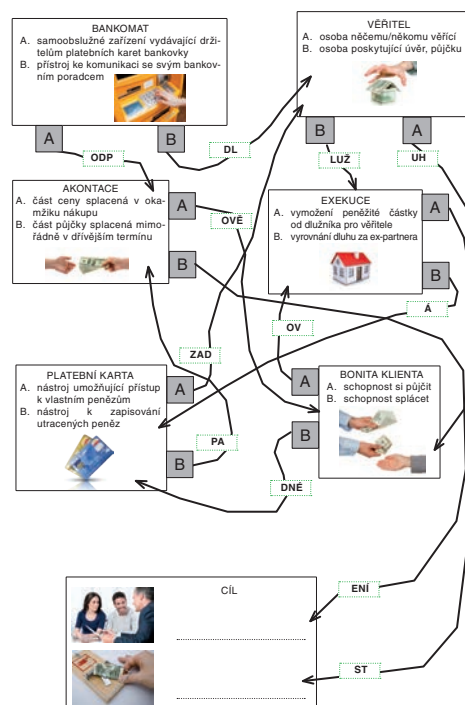 BANKOMAT
A. samoobslužné zařízení vydávající drži-
telům platebních karet bankovky
B. přístroj ke komunikaci se svým bankov-
ním poradcem
A
B
VĚŘITEL
A. osoba něčemu/někomu věřící
B. osoba poskytující úvěr, půjčku
B
A
DL
ODP
LUŽ
UH
AKONTACE
A. část ceny splacená v oka-
mžiku nákupu
B. část půjčky splacená mimo-
řádně v dřívějším termínu
A
B
OVĚ
EXEKUCE
A. vymožení peněžité částky
od dlužníka pro věřitele
B. vyrovnání dluhu za ex-partnera
A
B
Á
OV
ZAD
PLATEBNÍ KARTA
A. nástroj umožňující přístup
k vlastním penězům
B. nástroj k zapisování
utracených peněz
A
B
PA
BONITA KLIENTA
A. schopnost si půjčit
B. schopnost splácet
A
B
DNÉ
CÍL
ENÍ
ST